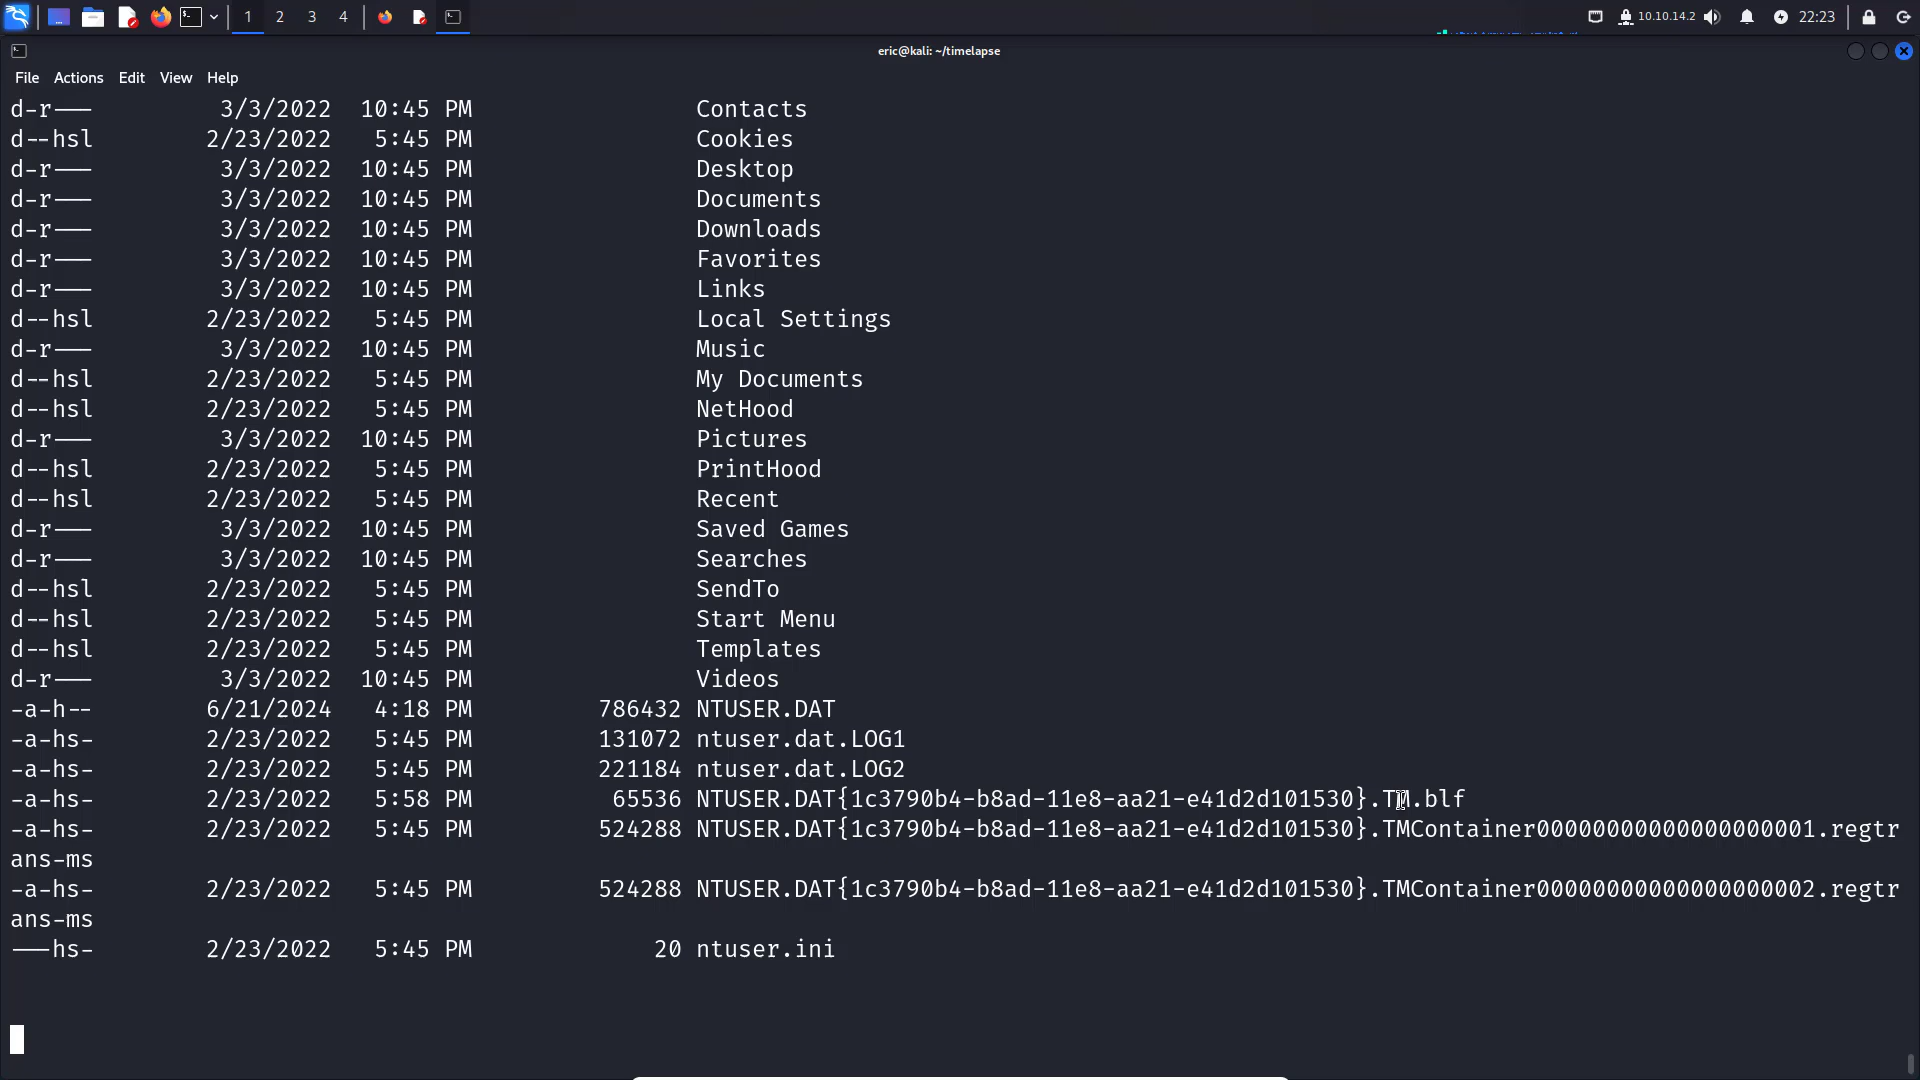 1 2 3 4 10.10.14.2 22:23
eric@kali: ~/timelapse
File Actions Edit View Help
d-r--- 3/3/2022 10:45 PM Contacts
d--hsl 2/23/2022 5:45 PM Cookies
d-r--- 3/3/2022 10:45 PM Desktop
d-r--- 3/3/2022 10:45 PM Documents
d-r--- 3/3/2022 10:45 PM Downloads
d-r--- 3/3/2022 10:45 PM Favorites
d-r--- 3/3/2022 10:45 PM Links
d--hsl 2/23/2022 5:45 PM Local Settings
d-r--- 3/3/2022 10:45 PM Music
d--hsl 2/23/2022 5:45 PM My Documents
d--hsl 2/23/2022 5:45 PM NetHood
d-r--- 3/3/2022 10:45 PM Pictures
d--hsl 2/23/2022 5:45 PM PrintHood
d--hsl 2/23/2022 5:45 PM Recent
d-r--- 3/3/2022 10:45 PM Saved Games
d-r--- 3/3/2022 10:45 PM Searches
d--hsl 2/23/2022 5:45 PM SendTo
d--hsl 2/23/2022 5:45 PM Start Menu
d--hsl 2/23/2022 5:45 PM Templates
d-r--- 3/3/2022 10:45 PM Videos
-a-h-- 6/21/2024 4:18 PM 786432 NTUSER.DAT
-a-hs- 2/23/2022 5:45 PM 131072 ntuser.dat.LOG1
-a-hs- 2/23/2022 5:45 PM 221184 ntuser.dat.LOG2
-a-hs- 2/23/2022 5:58 PM 65536 NTUSER.DAT{1c3790b4-b8ad-11e8-aa21-e41d2d101530}.TM.blf
-a-hs- 2/23/2022 5:45 PM 524288 NTUSER.DAT{1c3790b4-b8ad-11e8-aa21-e41d2d101530}.TMContainer00000000000000000001.regtr
ans-ms
-a-hs- 2/23/2022 5:45 PM 524288 NTUSER.DAT{1c3790b4-b8ad-11e8-aa21-e41d2d101530}.TMContainer00000000000000000002.regtr
ans-ms
---hs- 2/23/2022 5:45 PM 20 ntuser.ini